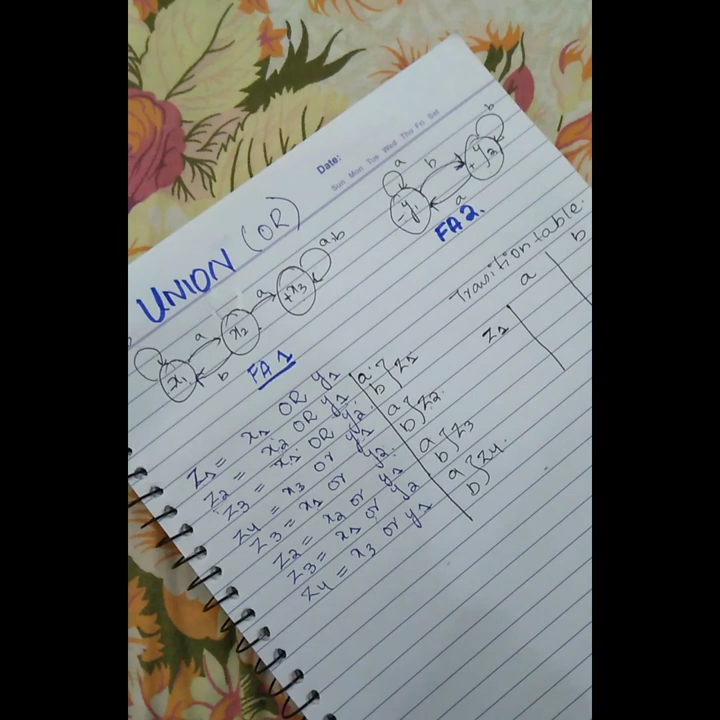 Date:
Sun Mon Tue Wed Thu Fri Sat
UNION (OR)
b
a
b
a
-y1
+y2
FA2.
a,b
a
a
b
x1
x2
+x3
FA1
Transition table.
a b
Z1
Z1 = x1 OR y1
Z2 = x2 OR y1 a } Z1
Z3 = x1 OR y2 b
Z4 = x3 or y1 a } Z2.
Z3 = x1 or y2 b
Z2 = x2 or y1 a } Z3
Z3 = x1 or y2 b
Z4 = x3 or y1 a } Z4.
b